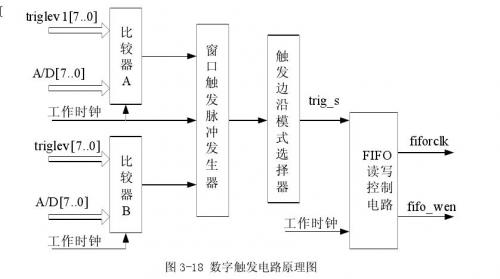 triglev1[7..0]
A/D[7..0]
工作时钟
比较器A
triglev[7..0]
A/D[7..0]
工作时钟
比较器B
窗口触发脉冲发生器
触发边沿模式选择器
trig_s
工作时钟
FIFO
读写
控制
电路
fiforclk
fifo_wen
图 3-18 数字触发电路原理图